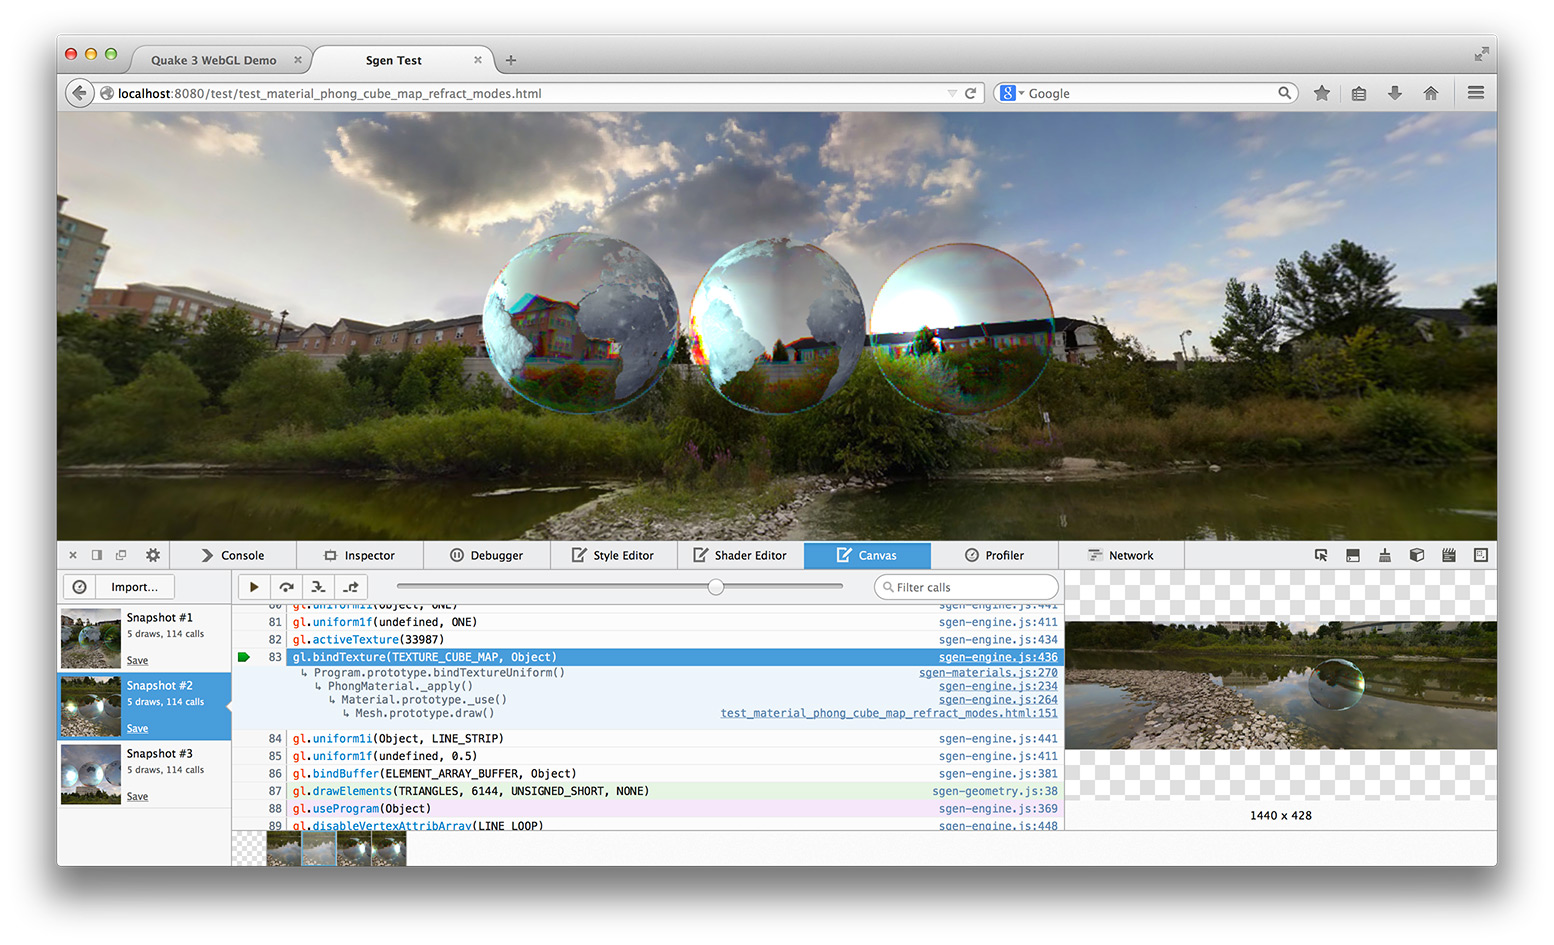 Quake 3 WebGL Demo
Sgen Test
localhost:8080/test/test_material_phong_cube_map_refract_modes.html
8 Google
Console
Inspector
Debugger
Style Editor
Shader Editor
Canvas
Profiler
Network
Import...
Filter calls
Snapshot #1
5 draws, 114 calls
Save
Snapshot #2
5 draws, 114 calls
Save
Snapshot #3
5 draws, 114 calls
Save
80 gl.uniform1i(Object, ONE) sgen-engine.js:441
81 gl.uniform1f(undefined, ONE) sgen-engine.js:411
82 gl.activeTexture(33987) sgen-engine.js:434
83 gl.bindTexture(TEXTURE_CUBE_MAP, Object) sgen-engine.js:436
↳ Program.prototype.bindTextureUniform() sgen-materials.js:270
↳ PhongMaterial._apply() sgen-engine.js:234
↳ Material.prototype._use() sgen-engine.js:264
↳ Mesh.prototype.draw() test_material_phong_cube_map_refract_modes.html:151
84 gl.uniform1i(Object, LINE_STRIP) sgen-engine.js:441
85 gl.uniform1f(undefined, 0.5) sgen-engine.js:411
86 gl.bindBuffer(ELEMENT_ARRAY_BUFFER, Object) sgen-engine.js:381
87 gl.drawElements(TRIANGLES, 6144, UNSIGNED_SHORT, NONE) sgen-geometry.js:38
88 gl.useProgram(Object) sgen-engine.js:369
89 gl.disableVertexAttribArray(LINE_LOOP) sgen-engine.js:448
1440 x 428